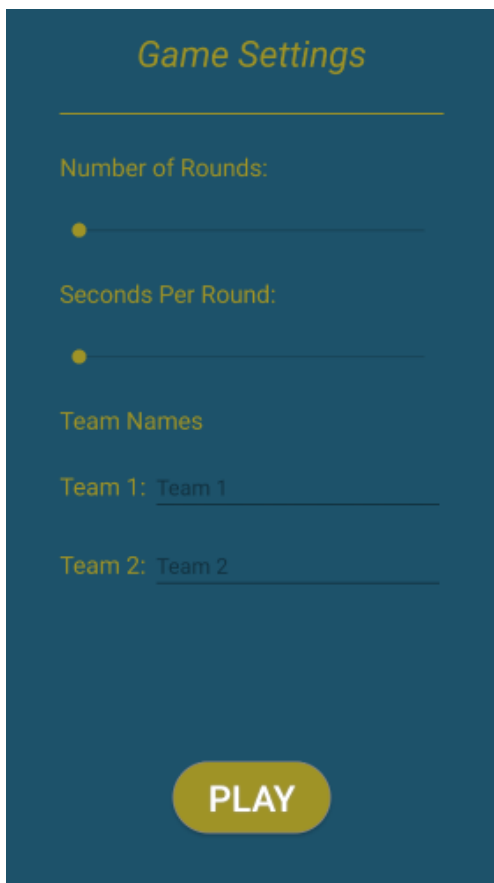 Game Settings
Number of Rounds:
Seconds Per Round:
Team Names
Team 1: Team 1
Team 2: Team 2
PLAY